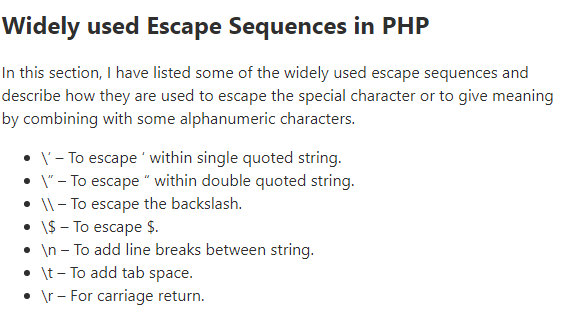 Widely used Escape Sequences in PHP
In this section, I have listed some of the widely used escape sequences and
describe how they are used to escape the special character or to give meaning
by combining with some alphanumeric characters.
• \‘ – To escape ‘ within single quoted string.
• \“ – To escape “ within double quoted string.
• \\ – To escape the backslash.
• \$ – To escape $.
• \n – To add line breaks between string.
• \t – To add tab space.
• \r – For carriage return.